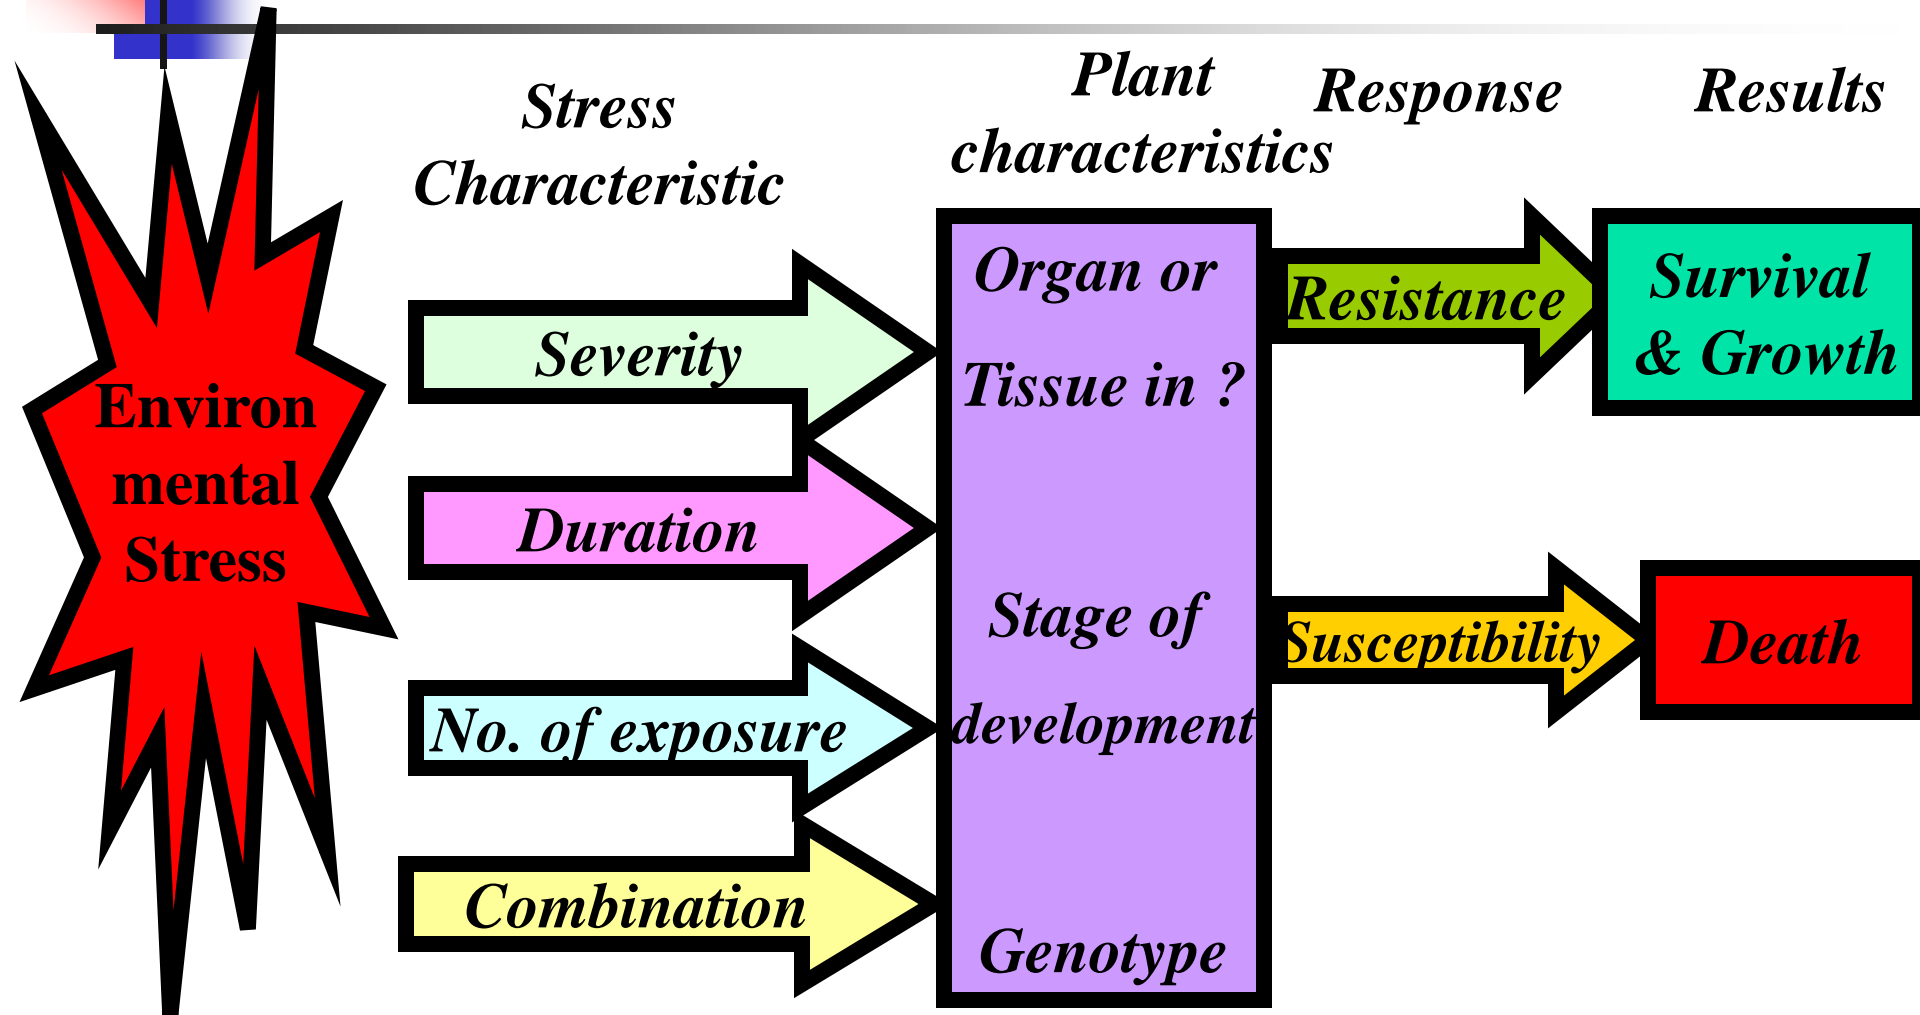 Environ
mental
Stress
Stress
Characteristic
Severity
Duration
No. of exposure
Combination
Plant
characteristics
Organ or
Tissue in ?
Stage of
development
Genotype
Response
Resistance
Susceptibility
Results
Survival
& Growth
Death